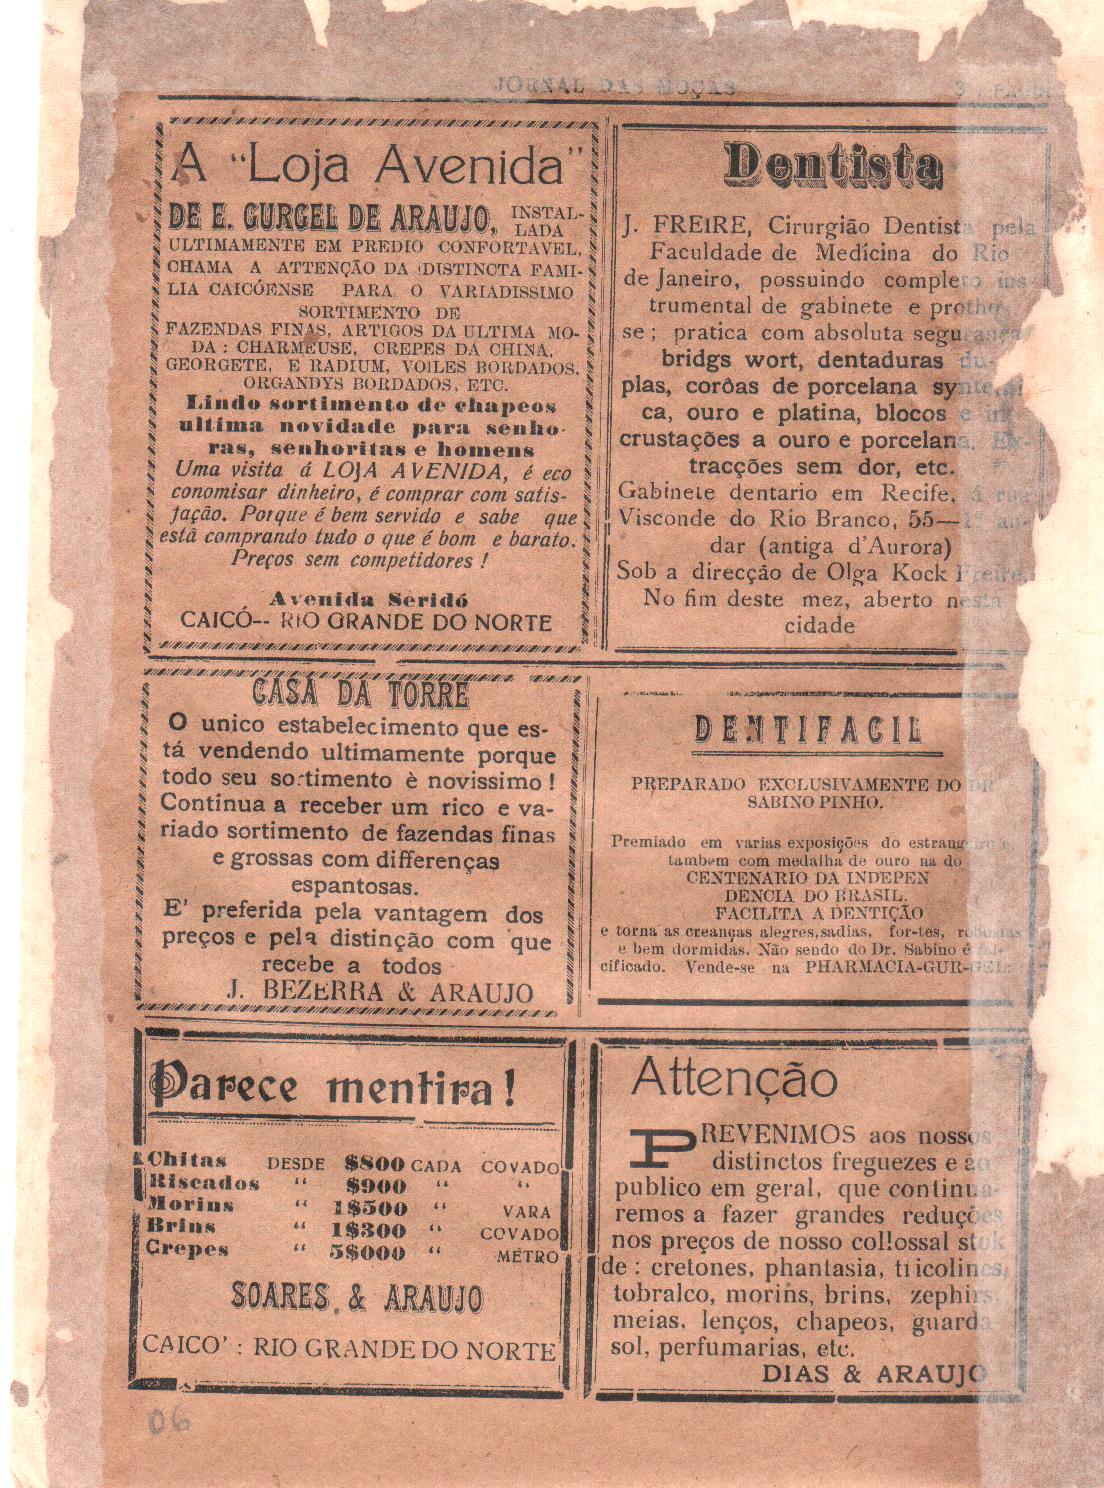 JORNAL DAS MOÇAS
A "Loja Avenida"
DE E. GURGEL DE ARAUJO, INSTAL-
LADA
ULTIMAMENTE EM PREDIO CONFORTAVEL,
CHAMA A ATTENÇÃO DA DISTINCTA FAMI-
LIA CAICÓENSE PARA O VARIADISSIMO
SORTIMENTO DE
FAZENDAS FINAS, ARTIGOS DA ULTIMA MO-
DA : CHARMEUSE, CREPES DA CHINA,
GEORGETE, E RADIUM, VOILES BORDADOS,
ORGANDYS BORDADOS, ETC.
Lindo sortimento de chapeos
ultima novidade para senho-
ras, senhoritas e homens
Uma visita á LOJA AVENIDA, é eco
conomisar dinheiro, é comprar com satis-
fação. Porque é bem servido e sabe que
está comprando tudo o que é bom e barato.
Preços sem competidores !
Avenida Seridó
CAICÓ-- RIO GRANDE DO NORTE
Dentista
J. FREIRE, Cirurgião Dentista pela
Faculdade de Medicina do Rio
de Janeiro, possuindo completo ins
trumental de gabinete e prothe
se ; pratica com absoluta segurança
bridgs wort, dentaduras du-
plas, corôas de porcelana synteti
ca, ouro e platina, blocos e in
crustações a ouro e porcelana. Ex-
tracções sem dor, etc.
Gabinete dentario em Recife, á rua
Visconde do Rio Branco, 55—1º an-
dar (antiga d'Aurora)
Sob a direcção de Olga Kock Freire.
No fim deste mez, aberto nesta
cidade
CASA DA TORRE
O unico estabelecimento que es-
tá vendendo ultimamente porque
todo seu sortimento è novissimo !
Continua a receber um rico e va-
riado sortimento de fazendas finas
e grossas com differenças
espantosas.
E' preferida pela vantagem dos
preços e pela distinção com que
recebe a todos
J. BEZERRA & ARAUJO
DENTIFACIL
PREPARADO EXCLUSIVAMENTE DO DR.
SABINO PINHO.
Premiado em varias exposições do estrangeiro e
tambem com medalha de ouro na do
CENTENARIO DA INDEPEN
DENCIA DO BRASIL.
FACILITA A DENTIÇÃO
e torna as creanças alegres,sadias, for-tes, robustas
e bem dormidas. Não sendo do Dr. Sabino é fal-
cificado. Vende-se na PHARMACIA-GUR-GEL.
Parece mentira !
Chitas DESDE $800 CADA COVADO
Riscados " $900 " "
Morins " 1$500 " VARA
Brins " 1$300 " COVADO
Crepes " 5$000 " METRO
SOARES & ARAUJO
CAICO' : RIO GRANDE DO NORTE
Attenção
PREVENIMOS aos nossos
distinctos freguezes e ao
publico em geral, que continua-
remos a fazer grandes reduções
nos preços de nosso collossal stok
de : cretones, phantasia, tricolines,
tobralco, morins, brins, zephirs,
meias, lenços, chapeos, guarda-
sol, perfumarias, etc.
DIAS & ARAUJO
06